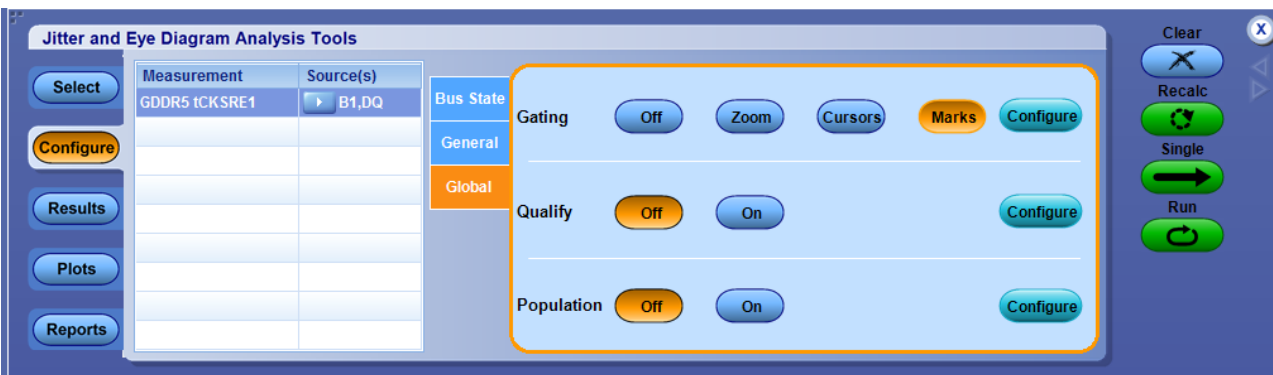 Jitter and Eye Diagram Analysis Tools
Clear
X
Select
Measurement Source(s)
GDDR5 tCKSRE1 B1,DQ
Bus State
Gating Off Zoom Cursors Marks Configure
Recalc
Configure
General
Single
Global
Results
Qualify Off On Configure
Run
Plots
Population Off On Configure
Reports